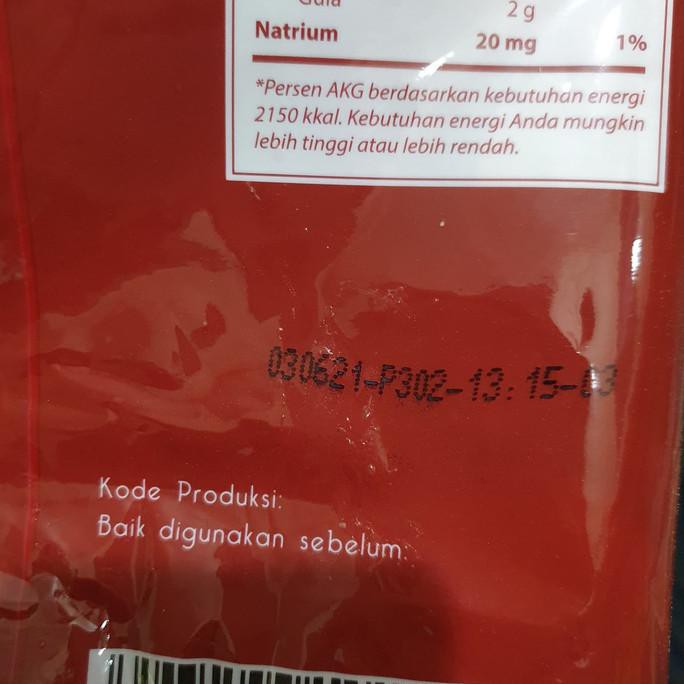 Gula 2 g
Natrium 20 mg 1%
*Persen AKG berdasarkan kebutuhan energi
2150 kkal. Kebutuhan energi Anda mungkin
lebih tinggi atau lebih rendah.
030621-P302-13:15-03
Kode Produksi:
Baik digunakan sebelum: